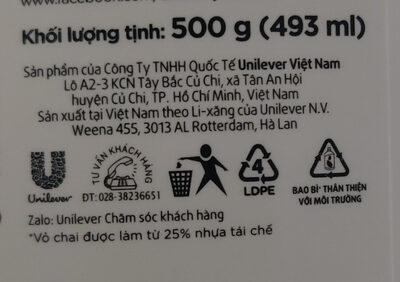 www.facebook.com
Khối lượng tịnh: 500 g (493 ml)
Sản phẩm của Công Ty TNHH Quốc Tế Unilever Việt Nam
Lô A2-3 KCN Tây Bắc Củ Chi, xã Tân An Hội
huyện Củ Chi, TP. Hồ Chí Minh, Việt Nam
Sản xuất tại Việt Nam theo Li-xăng của Unilever N.V.
Weena 455, 3013 AL Rotterdam, Hà Lan
Unilever
TƯ VẤN KHÁCH HÀNG
ĐT: 028-38236651
4
LDPE
BAO BÌ* THÂN THIỆN
VỚI MÔI TRƯỜNG
Zalo: Unilever Chăm sóc khách hàng
*Vỏ chai được làm từ 25% nhựa tái chế